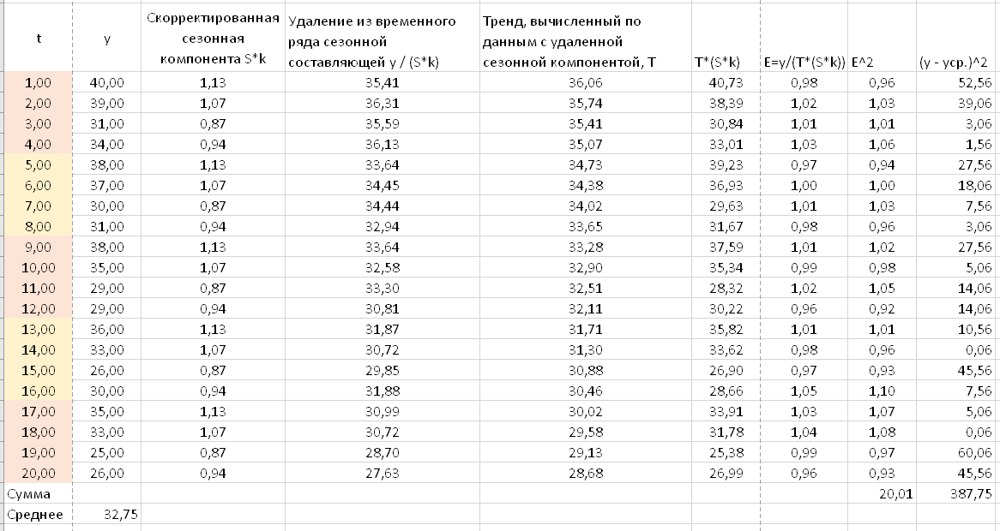 t y Скорректированная сезонная компонента S*k Удаление из временного ряда сезонной составляющей y / (S*k) Тренд, вычисленный по данным с удаленной сезонной компонентой, T T*(S*k) E=y/(T*(S*k)) E^2 (y - yср.)^2
1,00 40,00 1,13 35,41 36,06 40,73 0,98 0,96 52,56
2,00 39,00 1,07 36,31 35,74 38,39 1,02 1,03 39,06
3,00 31,00 0,87 35,59 35,41 30,84 1,01 1,01 3,06
4,00 34,00 0,94 36,13 35,07 33,01 1,03 1,06 1,56
5,00 38,00 1,13 33,64 34,73 39,23 0,97 0,94 27,56
6,00 37,00 1,07 34,45 34,38 36,93 1,00 1,00 18,06
7,00 30,00 0,87 34,44 34,02 29,63 1,01 1,03 7,56
8,00 31,00 0,94 32,94 33,65 31,67 0,98 0,96 3,06
9,00 38,00 1,13 33,64 33,28 37,59 1,01 1,02 27,56
10,00 35,00 1,07 32,58 32,90 35,34 0,99 0,98 5,06
11,00 29,00 0,87 33,30 32,51 28,32 1,02 1,05 14,06
12,00 29,00 0,94 30,81 32,11 30,22 0,96 0,92 14,06
13,00 36,00 1,13 31,87 31,71 35,82 1,01 1,01 10,56
14,00 33,00 1,07 30,72 31,30 33,62 0,98 0,96 0,06
15,00 26,00 0,87 29,85 30,88 26,90 0,97 0,93 45,56
16,00 30,00 0,94 31,88 30,46 28,66 1,05 1,10 7,56
17,00 35,00 1,13 30,99 30,02 33,91 1,03 1,07 5,06
18,00 33,00 1,07 30,72 29,58 31,78 1,04 1,08 0,06
19,00 25,00 0,87 28,70 29,13 25,38 0,99 0,97 60,06
20,00 26,00 0,94 27,63 28,68 26,99 0,96 0,93 45,56
Сумма 20,01 387,75
Среднее 32,75